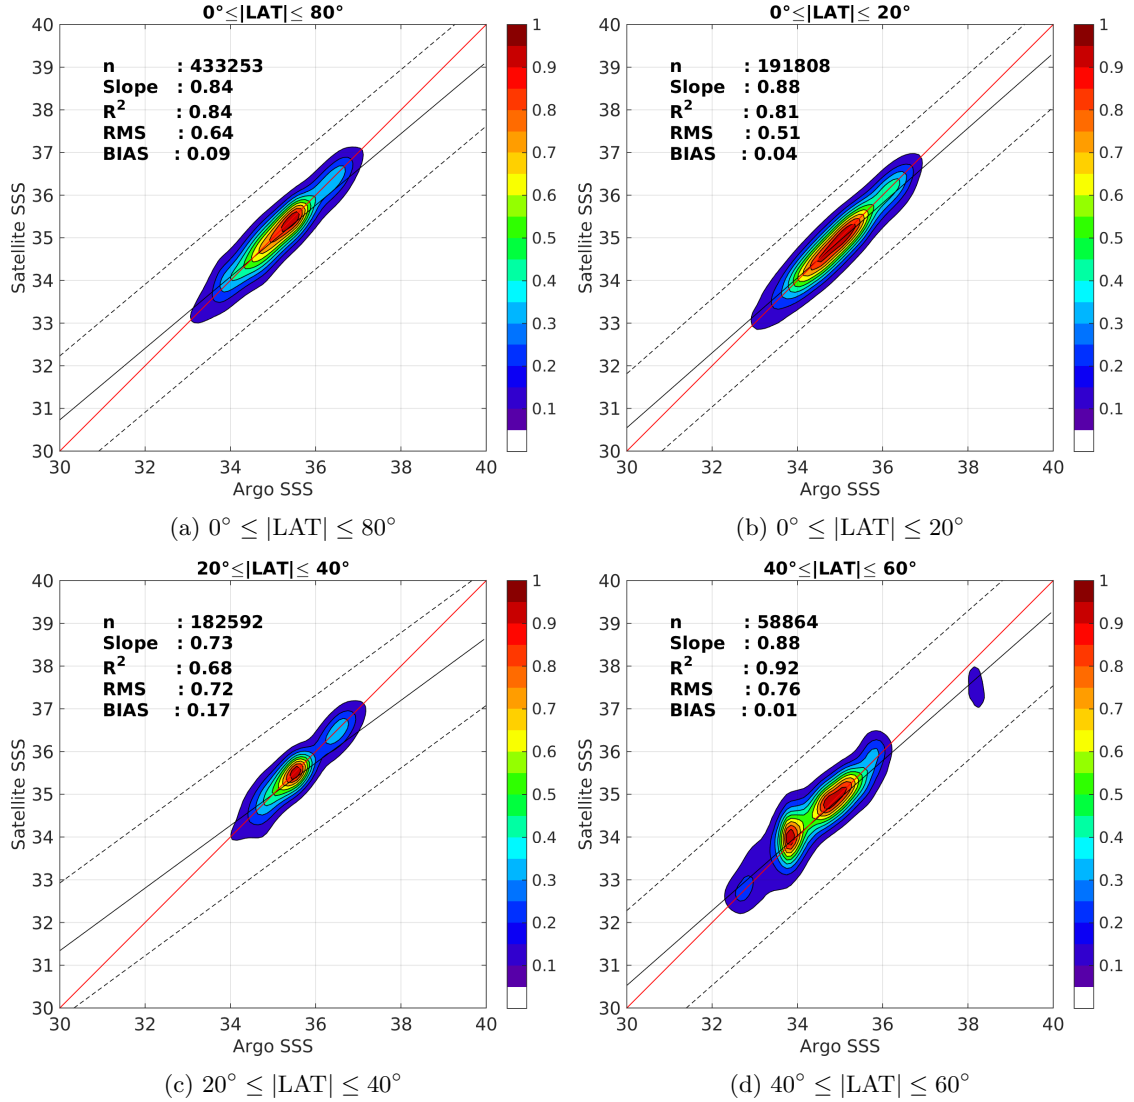 0°≤|LAT|≤ 80°
n : 433253
Slope : 0.84
R² : 0.84
RMS : 0.64
BIAS : 0.09
Satellite SSS
40
39
38
37
36
35
34
33
32
31
30
30 32 34 36 38 40
Argo SSS
1
0.9
0.8
0.7
0.6
0.5
0.4
0.3
0.2
0.1
(a) 0° ≤ |LAT| ≤ 80°
0°≤|LAT|≤ 20°
n : 191808
Slope : 0.88
R² : 0.81
RMS : 0.51
BIAS : 0.04
Satellite SSS
40
39
38
37
36
35
34
33
32
31
30
30 32 34 36 38 40
Argo SSS
1
0.9
0.8
0.7
0.6
0.5
0.4
0.3
0.2
0.1
(b) 0° ≤ |LAT| ≤ 20°
20°≤|LAT|≤ 40°
n : 182592
Slope : 0.73
R² : 0.68
RMS : 0.72
BIAS : 0.17
Satellite SSS
40
39
38
37
36
35
34
33
32
31
30
30 32 34 36 38 40
Argo SSS
1
0.9
0.8
0.7
0.6
0.5
0.4
0.3
0.2
0.1
(c) 20° ≤ |LAT| ≤ 40°
40°≤|LAT|≤ 60°
n : 58864
Slope : 0.88
R² : 0.92
RMS : 0.76
BIAS : 0.01
Satellite SSS
40
39
38
37
36
35
34
33
32
31
30
30 32 34 36 38 40
Argo SSS
1
0.9
0.8
0.7
0.6
0.5
0.4
0.3
0.2
0.1
(d) 40° ≤ |LAT| ≤ 60°